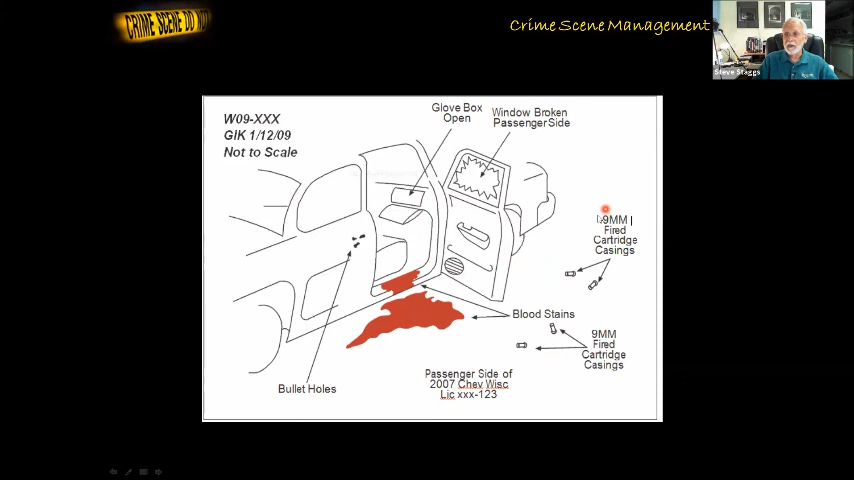 CRIME SCENE DO NOT
Crime Scene Management
Steve Staggs
W09-XXX
GIK 1/12/09
Not to Scale
Glove Box
Open
Window Broken
Passenger Side
9MM
Fired
Cartridge
Casings
Blood Stains
9MM
Fired
Cartridge
Casings
Passenger Side of
2007 Chev Wisc
Lic xxx-123
Bullet Holes